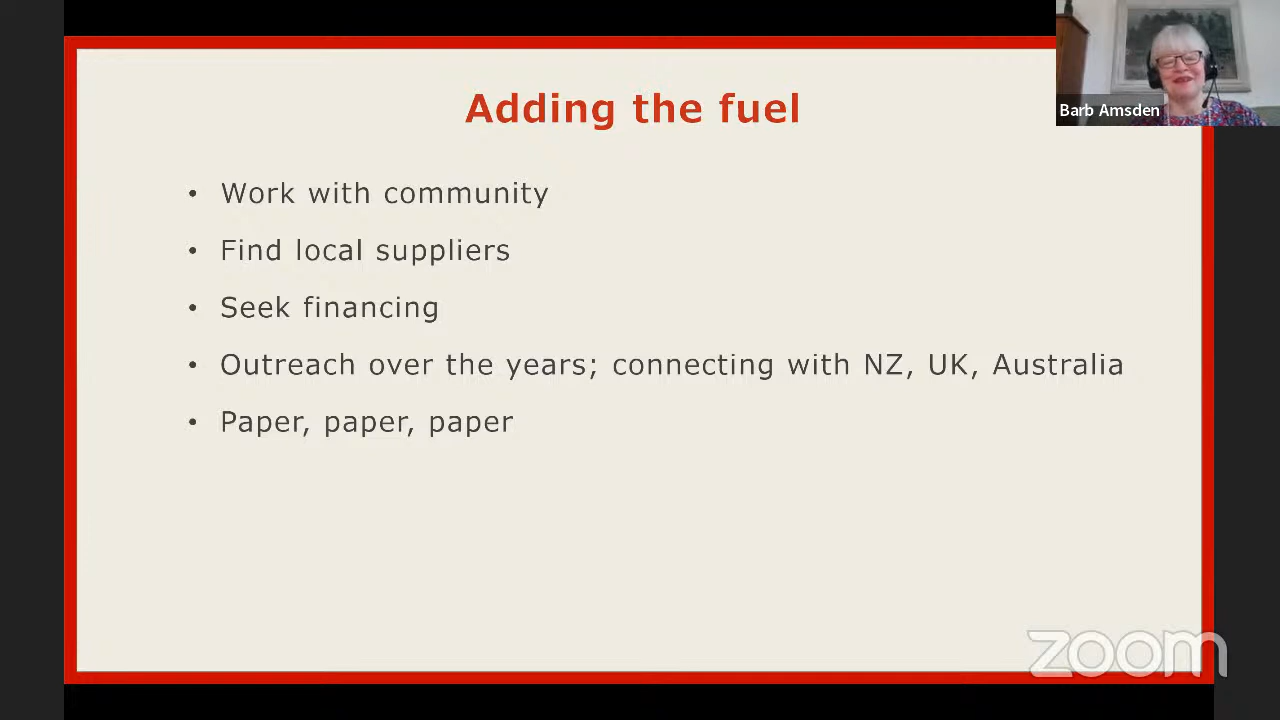 Adding the fuel
Barb Amsden
• Work with community
• Find local suppliers
• Seek financing
• Outreach over the years; connecting with NZ, UK, Australia
• Paper, paper, paper
zoom